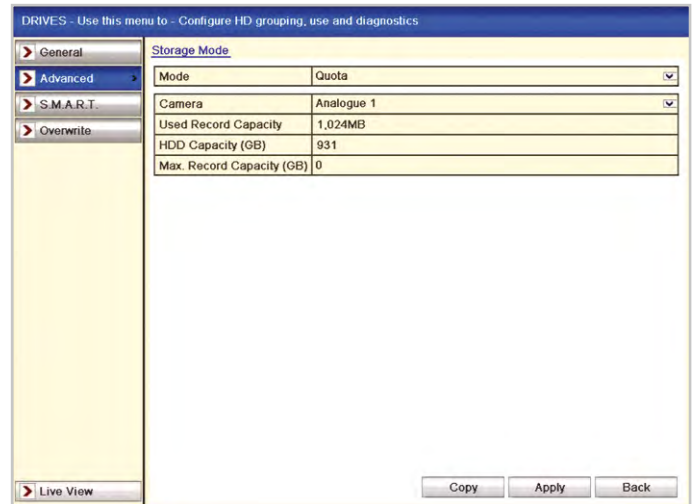 DRIVES - Use this menu to - Configure HD grouping, use and diagnostics
General
Advanced
S.M.A.R.T.
Overwrite
Live View
Storage Mode
Mode Quota
Camera Analogue 1
Used Record Capacity 1,024MB
HDD Capacity (GB) 931
Max. Record Capacity (GB) 0
Copy Apply Back